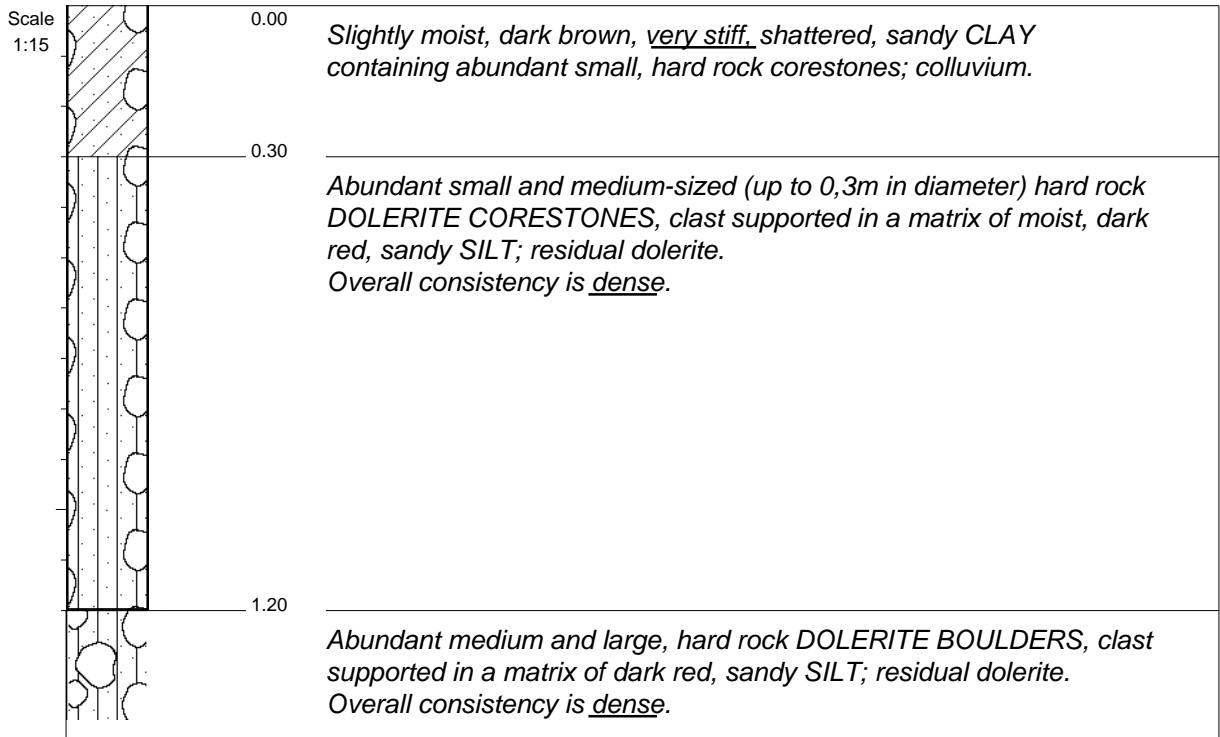 Scale
1:15
0.00
Slightly moist, dark brown, very stiff, shattered, sandy CLAY
containing abundant small, hard rock corestones; colluvium.
0.30
Abundant small and medium-sized (up to 0,3m in diameter) hard rock
DOLERITE CORESTONES, clast supported in a matrix of moist, dark
red, sandy SILT; residual dolerite.
Overall consistency is dense.
1.20
Abundant medium and large, hard rock DOLERITE BOULDERS, clast
supported in a matrix of dark red, sandy SILT; residual dolerite.
Overall consistency is dense.